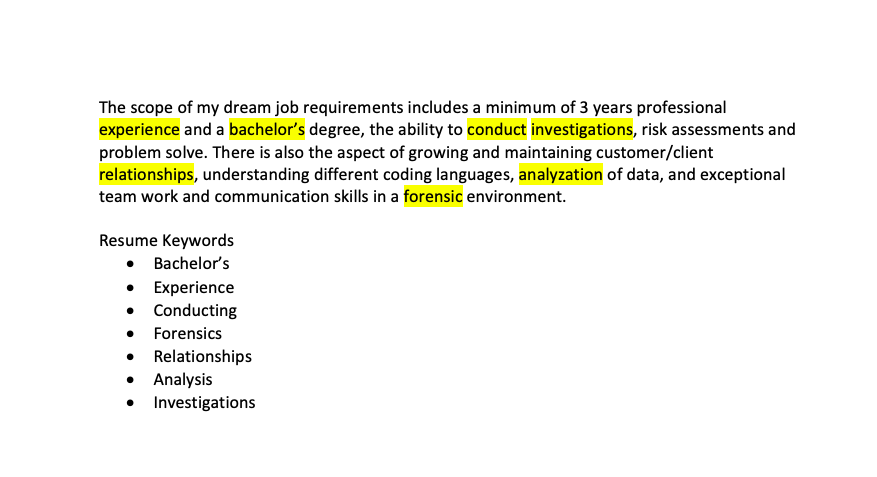 The scope of my dream job requirements includes a minimum of 3 years professional
experience and a bachelor’s degree, the ability to conduct investigations, risk assessments and
problem solve. There is also the aspect of growing and maintaining customer/client
relationships, understanding different coding languages, analyzation of data, and exceptional
team work and communication skills in a forensic environment.
Resume Keywords
• Bachelor’s
• Experience
• Conducting
• Forensics
• Relationships
• Analysis
• Investigations